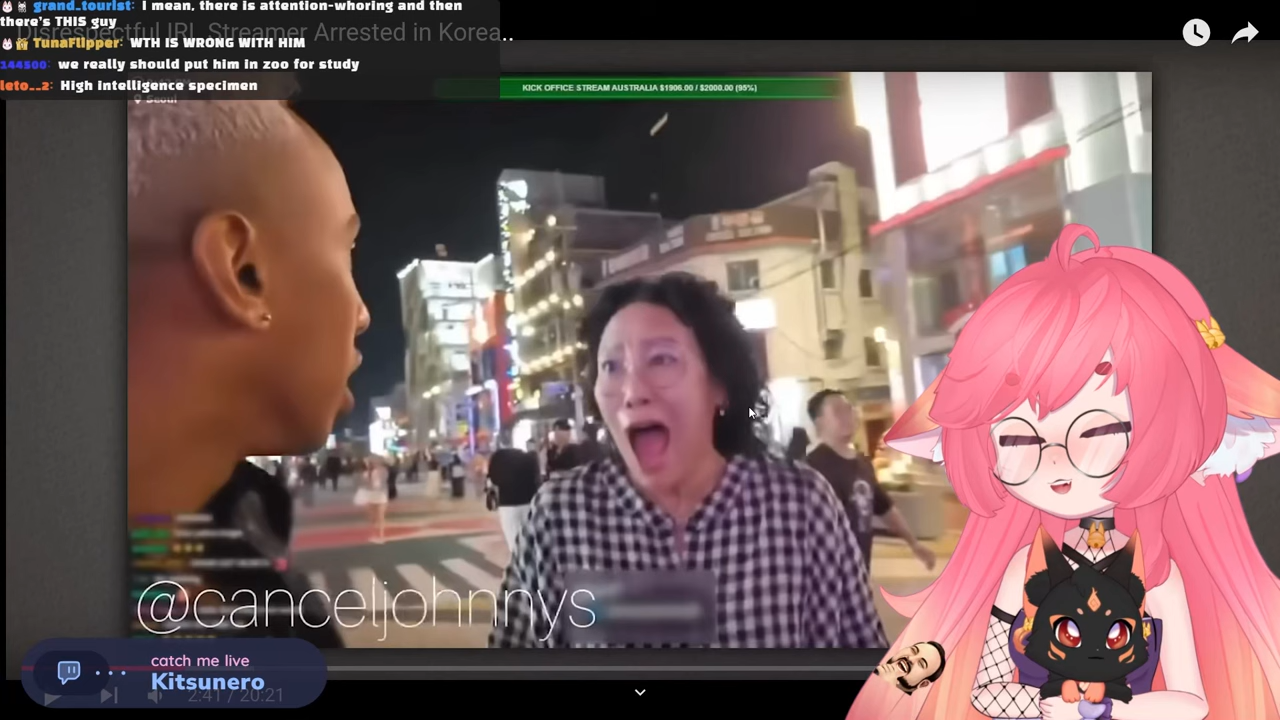 grand_tourist: I mean, there is attention-whoring and then
there's THIS guy
Disrespectful IRL Streamer Arrested in Korea..
TunaFlipper: WTH IS WRONG WITH HIM
144500: we really should put him in zoo for study
leto__2: High intelligence specimen
Seoul
KICK OFFICE STREAM AUSTRALIA $1906.00 / $2000.00 (95%)
@canceljohnnys
catch me live
Kitsunero
2:41 / 20:21